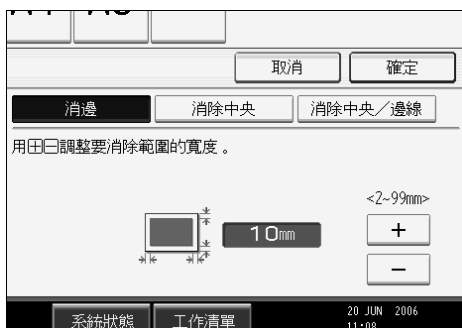 取消 確定
消邊 消除中央 消除中央／邊線
用⊞⊟調整要消除範圍的寬度。
<2~99mm>
10mm +
−
系統狀態 工作清單 20 JUN 2006
11:08